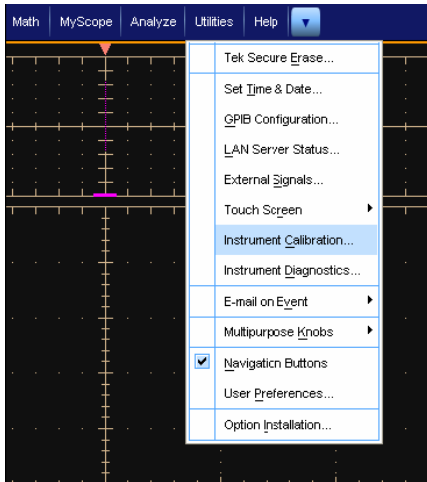 Math MyScope Analyze Utilities Help
Tek Secure Erase...
Set Time & Date...
GPIB Configuration...
LAN Server Status...
External Signals...
Touch Screen
Instrument Calibration...
Instrument Diagnostics...
E-mail on Event
Multipurpose Knobs
Navigation Buttons
User Preferences...
Option Installation...